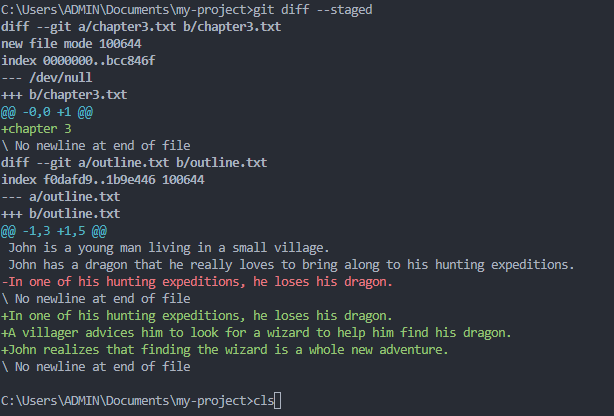 C:\Users\ADMIN\Documents\my-project>git diff --staged
diff --git a/chapter3.txt b/chapter3.txt
new file mode 100644
index 0000000..bcc846f
--- /dev/null
+++ b/chapter3.txt
@@ -0,0 +1 @@
+chapter 3
\ No newline at end of file
diff --git a/outline.txt b/outline.txt
index f0dafd9..1b9e446 100644
--- a/outline.txt
+++ b/outline.txt
@@ -1,3 +1,5 @@
 John is a young man living in a small village.
 John has a dragon that he really loves to bring along to his hunting expeditions.
-In one of his hunting expeditions, he loses his dragon.
\ No newline at end of file
+In one of his hunting expeditions, he loses his dragon.
+A villager advices him to look for a wizard to help him find his dragon.
+John realizes that finding the wizard is a whole new adventure.
\ No newline at end of file
C:\Users\ADMIN\Documents\my-project>cls